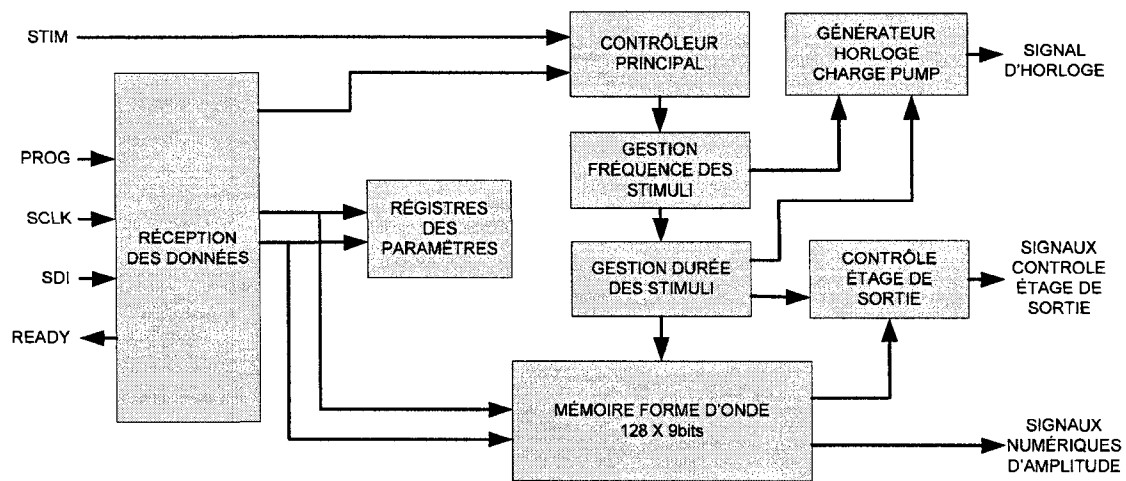 STIM
CONTRÔLEUR
PRINCIPAL
GÉNÉRATEUR
HORLOGE
CHARGE PUMP
SIGNAL
D'HORLOGE
PROG
SCLK
SDI
READY
RÉCEPTION
DES DONNÉES
RÉGISTRES
DES
PARAMÈTRES
GESTION
FRÉQUENCE DES
STIMULI
GESTION DURÉE
DES STIMULI
CONTRÔLE
ÉTAGE DE
SORTIE
SIGNAUX
CONTROLE
ÉTAGE DE
SORTIE
MÉMOIRE FORME D'ONDE
128 X 9bits
SIGNAUX
NUMÉRIQUES
D'AMPLITUDE